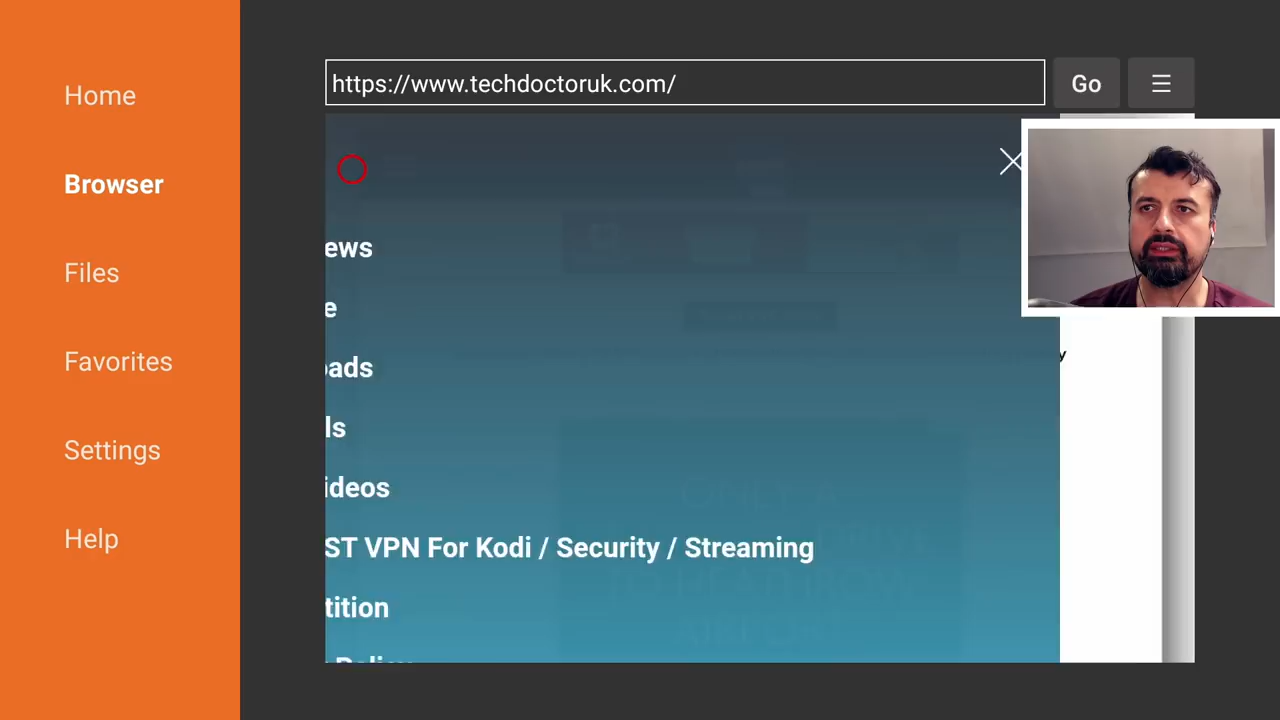 Home
Browser
Files
Favorites
Settings
Help
https://www.techdoctoruk.com/
Go
ews
e
oads
ls
ideos
ST VPN For Kodi / Security / Streaming
tition
Policy
y